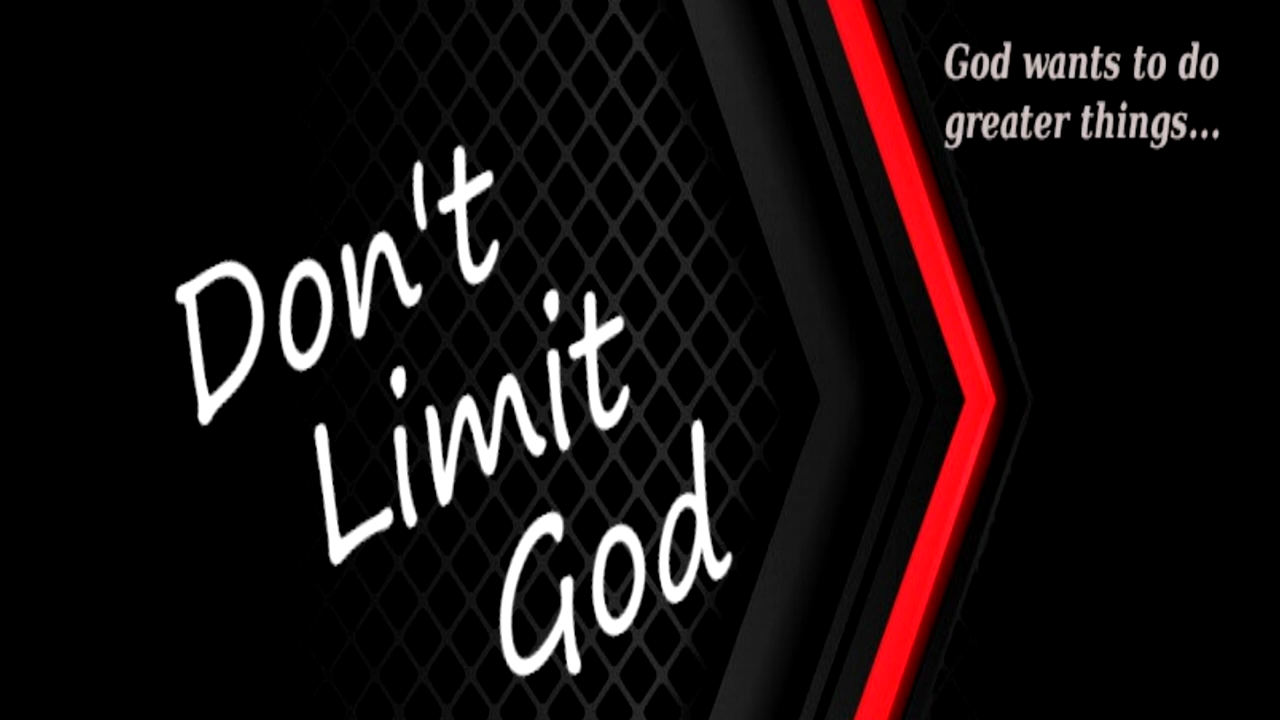 God wants to do
greater things...
Don't
Limit
God